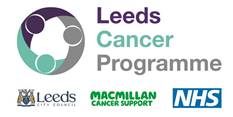 Leeds
Cancer
Programme
Leeds
CITY COUNCIL
MACMILLAN
CANCER SUPPORT
NHS